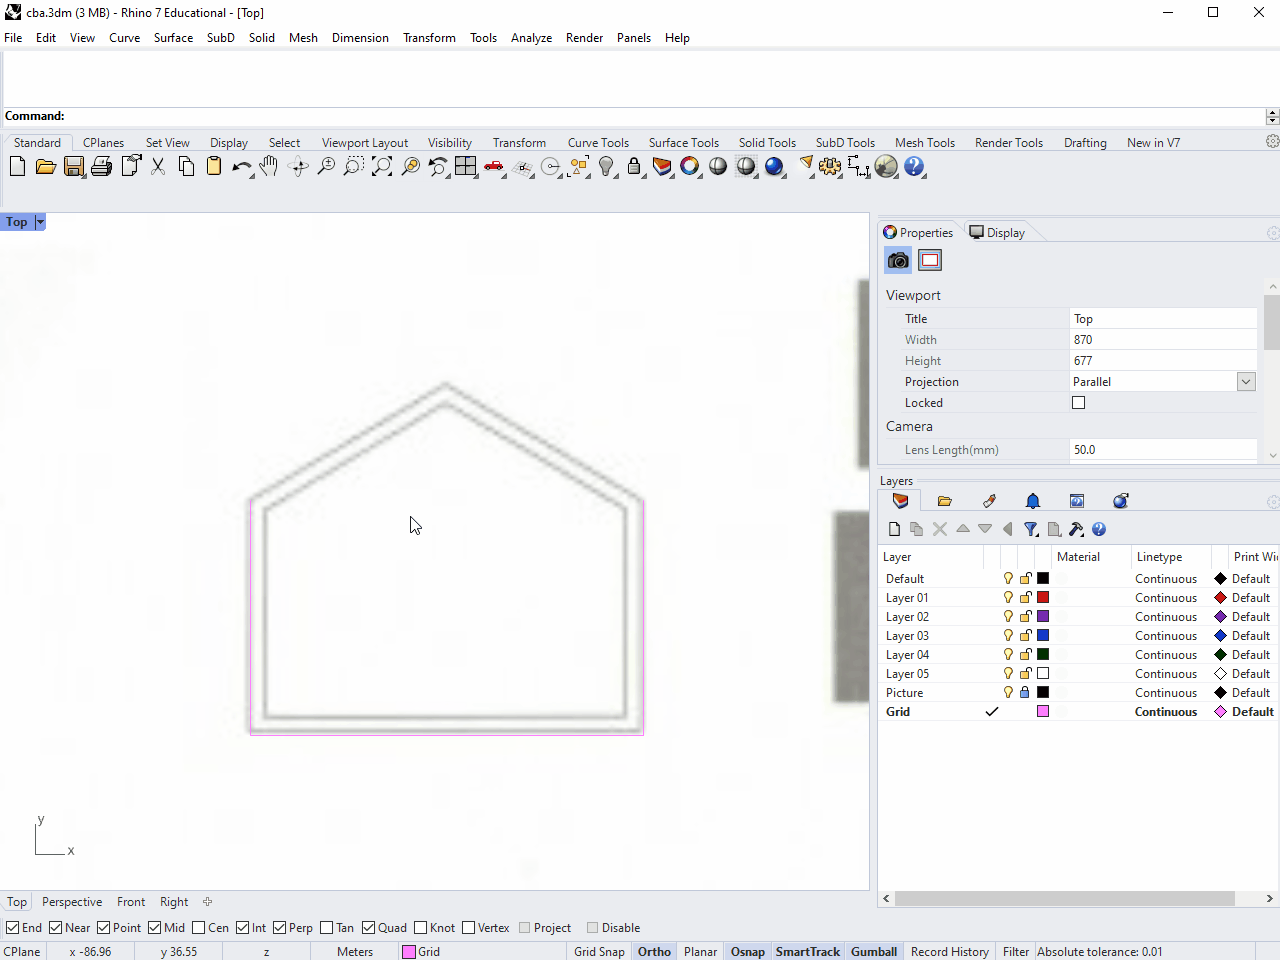 cba.3dm (3 MB) - Rhino 7 Educational - [Top]
File Edit View Curve Surface SubD Solid Mesh Dimension Transform Tools Analyze Render Panels Help
Command:
Standard CPlanes Set View Display Select Viewport Layout Visibility Transform Curve Tools Surface Tools Solid Tools SubD Tools Mesh Tools Render Tools Drafting New in V7
Top
Properties Display
Viewport
Title Top
Width 870
Height 677
Projection Parallel
Locked
Camera
Lens Length(mm) 50.0
Layers
Layer Material Linetype Print Wi
Default Continuous Default
Layer 01 Continuous Default
Layer 02 Continuous Default
Layer 03 Continuous Default
Layer 04 Continuous Default
Layer 05 Continuous Default
Picture Continuous Default
Grid Continuous Default
y
x
Top Perspective Front Right
End Near Point Mid Cen Int Perp Tan Quad Knot Vertex Project Disable
CPlane x -86.96 y 36.55 z Meters Grid Grid Snap Ortho Planar Osnap SmartTrack Gumball Record History Filter Absolute tolerance: 0.01